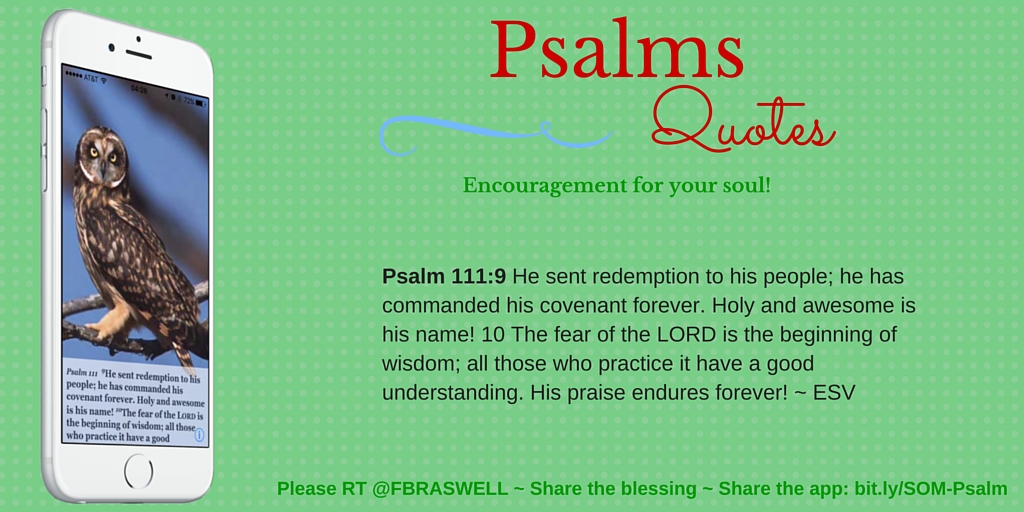 AT&T
04:26
72%
Psalm 111 ⁹He sent redemption to his
people; he has commanded his
covenant forever. Holy and awesome
is his name! ¹⁰The fear of the LORD is
the beginning of wisdom; all those
who practice it have a good
Psalms
Quotes
Encouragement for your soul!
Psalm 111:9 He sent redemption to his people; he has
commanded his covenant forever. Holy and awesome is
his name! 10 The fear of the LORD is the beginning of
wisdom; all those who practice it have a good
understanding. His praise endures forever! ~ ESV
Please RT @FBRASWELL ~ Share the blessing ~ Share the app: bit.ly/SOM-Psalm